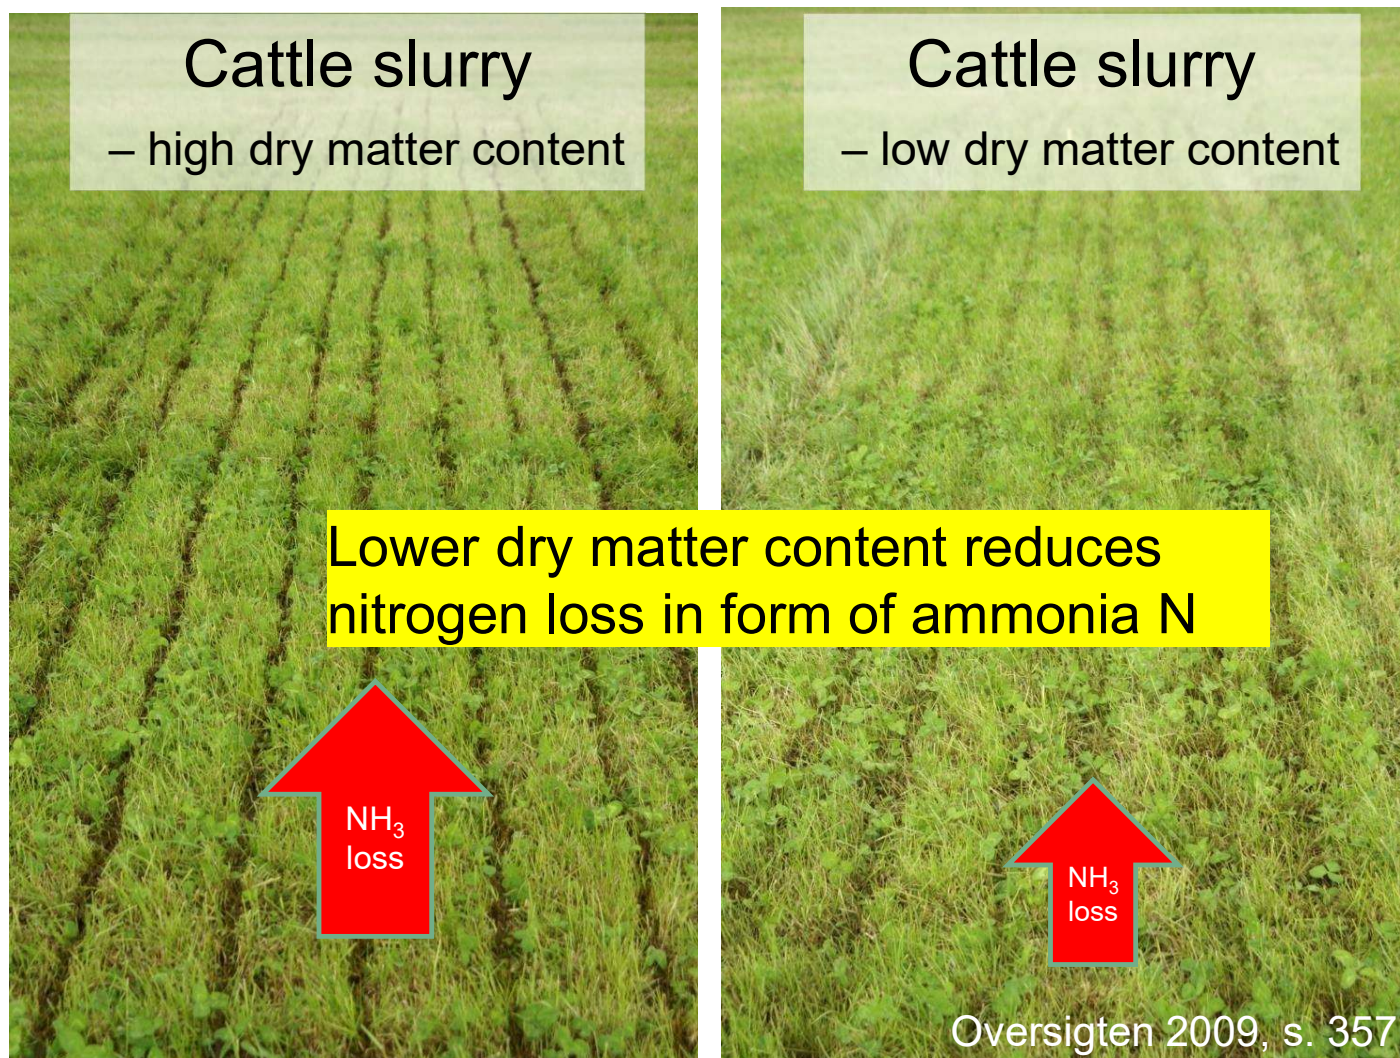 Cattle slurry
– high dry matter content
Cattle slurry
– low dry matter content
Lower dry matter content reduces
nitrogen loss in form of ammonia N
NH₃
loss
NH₃
loss
Oversigten 2009, s. 357